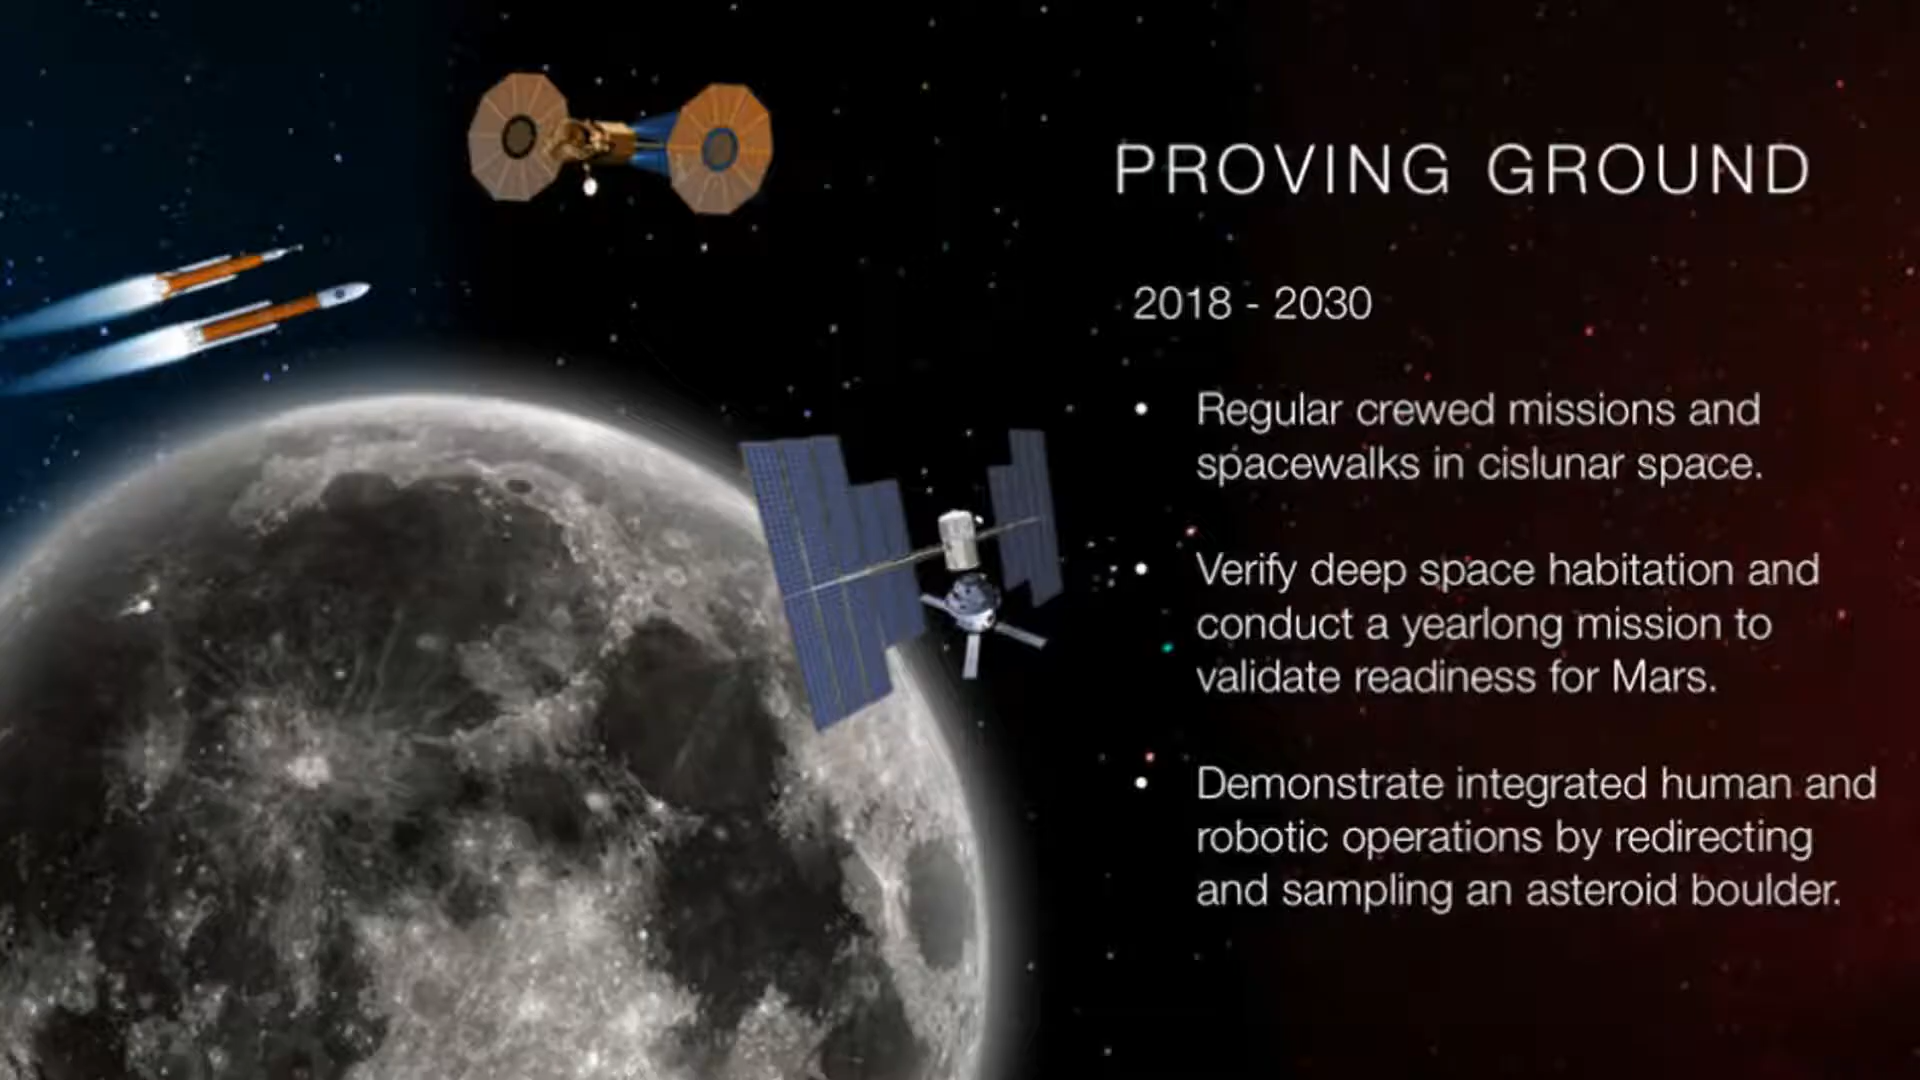 PROVING GROUND
2018 - 2030
• Regular crewed missions and
spacewalks in cislunar space.
• Verify deep space habitation and
conduct a yearlong mission to
validate readiness for Mars.
• Demonstrate integrated human and
robotic operations by redirecting
and sampling an asteroid boulder.